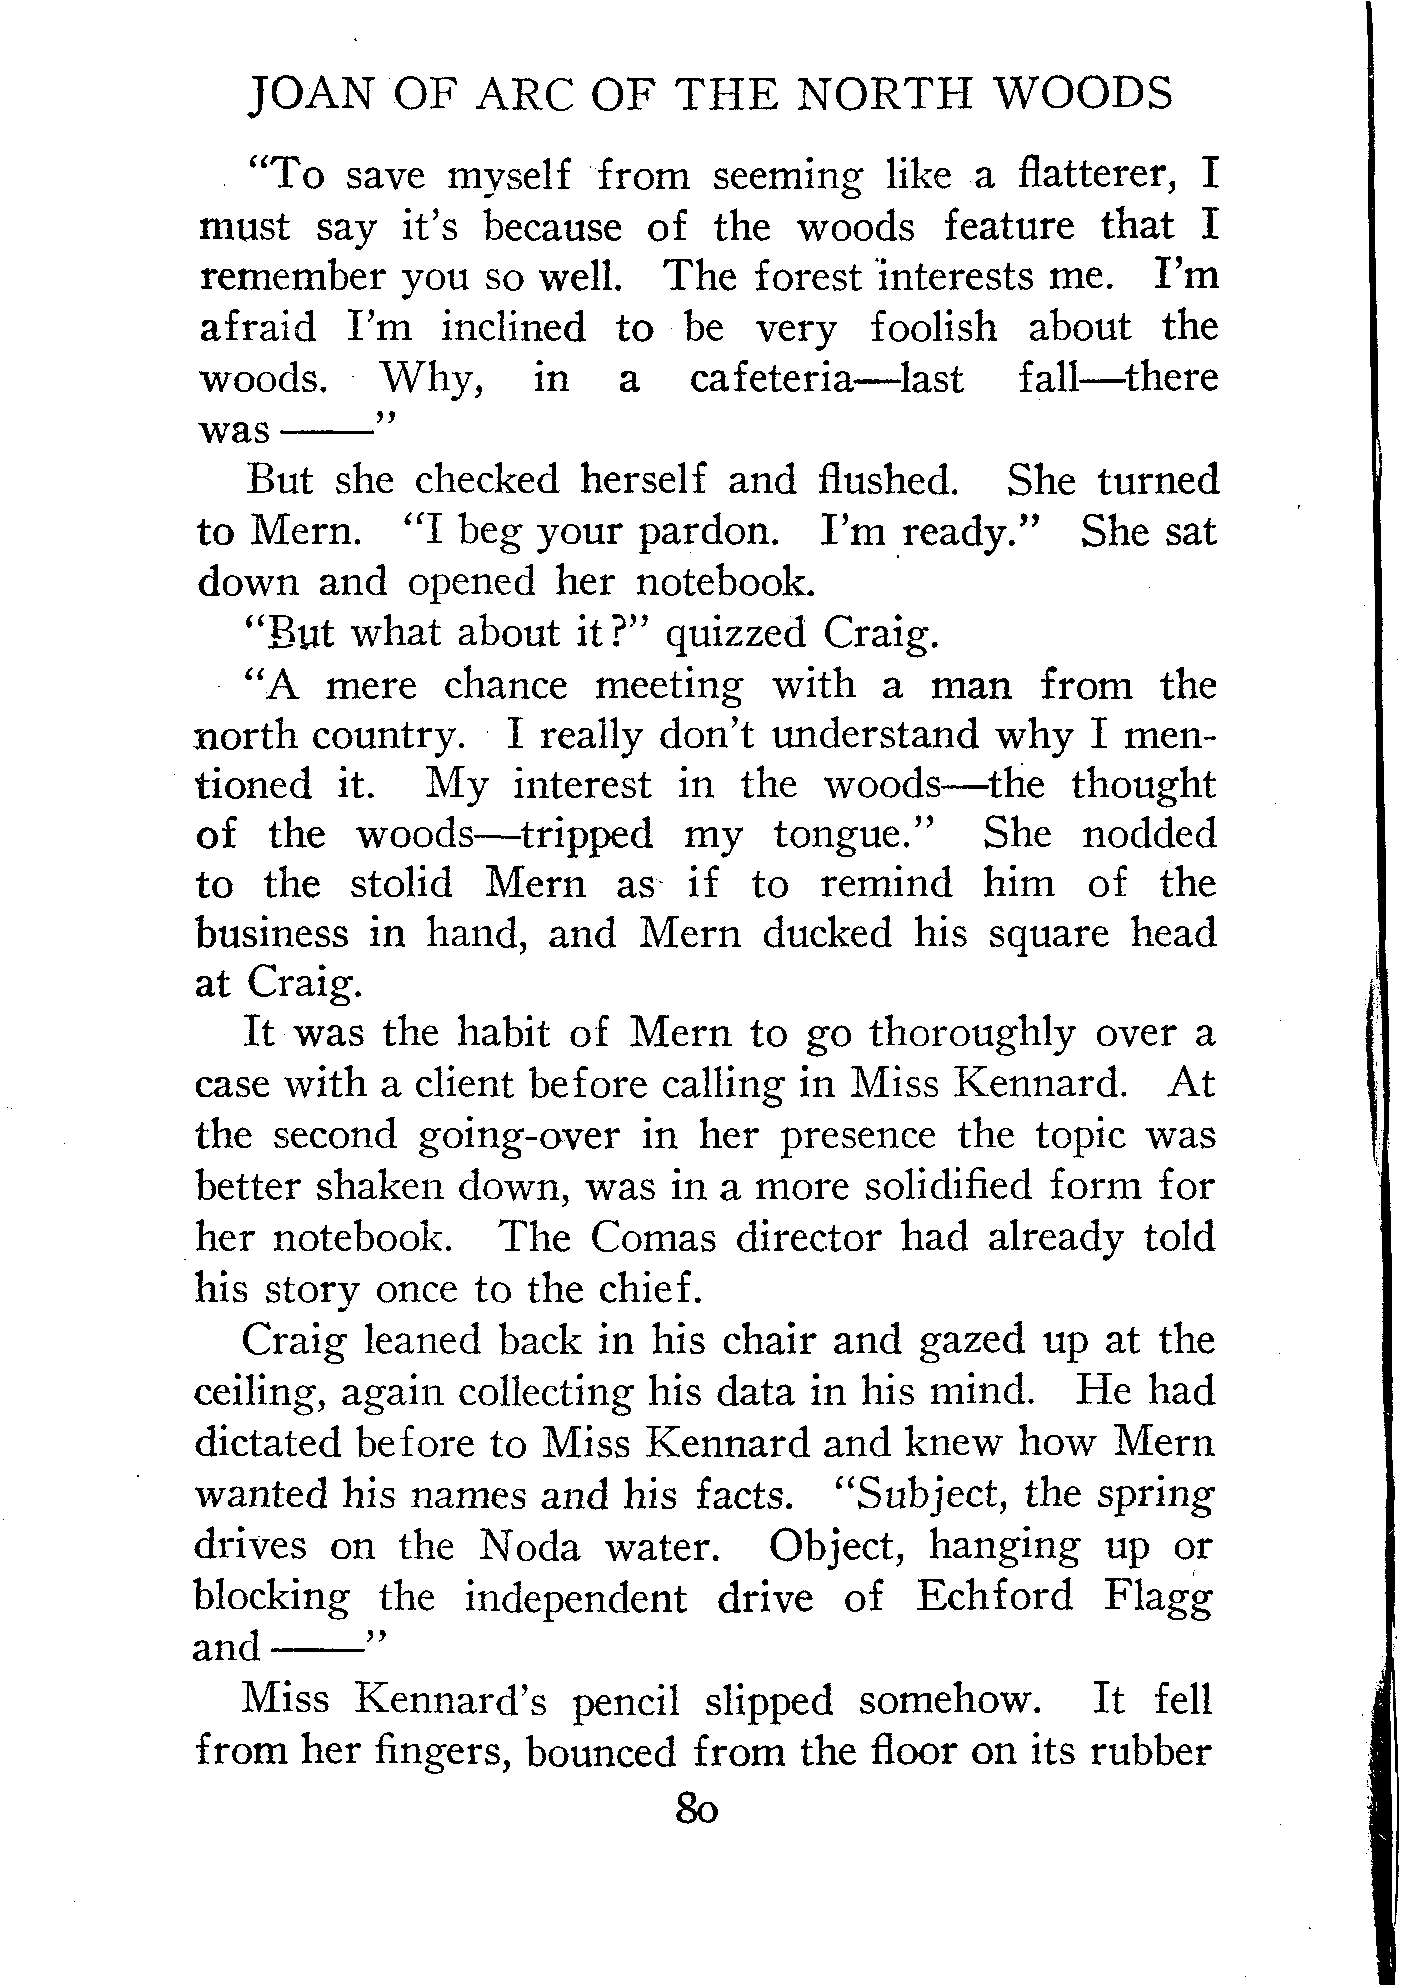 JOAN OF ARC OF THE NORTH WOODS
“To save myself from seeming like a flatterer, I
must say it’s because of the woods feature that I
remember you so well. The forest interests me. I’m
afraid I’m inclined to be very foolish about the
woods. Why, in a cafeteria—last fall—there
was ——”
But she checked herself and flushed. She turned
to Mern. “I beg your pardon. I’m ready.” She sat
down and opened her notebook.
“But what about it?” quizzed Craig.
“A mere chance meeting with a man from the
north country. I really don’t understand why I men-
tioned it. My interest in the woods—the thought
of the woods—tripped my tongue.” She nodded
to the stolid Mern as if to remind him of the
business in hand, and Mern ducked his square head
at Craig.
It was the habit of Mern to go thoroughly over a
case with a client before calling in Miss Kennard. At
the second going-over in her presence the topic was
better shaken down, was in a more solidified form for
her notebook. The Comas director had already told
his story once to the chief.
Craig leaned back in his chair and gazed up at the
ceiling, again collecting his data in his mind. He had
dictated before to Miss Kennard and knew how Mern
wanted his names and his facts. “Subject, the spring
drives on the Noda water. Object, hanging up or
blocking the independent drive of Echford Flagg
and ——”
Miss Kennard’s pencil slipped somehow. It fell
from her fingers, bounced from the floor on its rubber
80